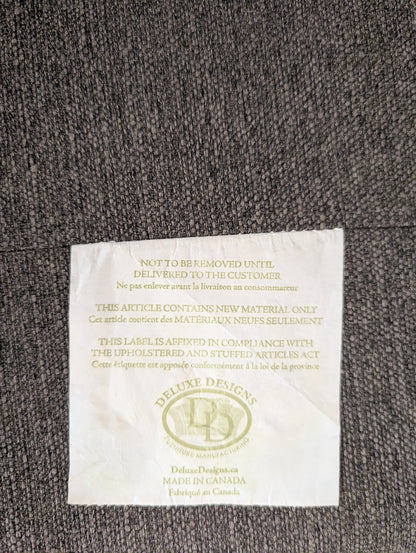 NOT TO BE REMOVED UNTIL
DELIVERED TO THE CUSTOMER
Ne pas enlever avant la livraison au consommateur
THIS ARTICLE CONTAINS NEW MATERIAL ONLY
Cet article contient des MATÉRIAUX NEUFS SEULEMENT
THIS LABEL IS AFFIXED IN COMPLIANCE WITH
THE UPHOLSTERED AND STUFFED ARTICLES ACT
Cette étiquette est apposée conformément à la loi de la province
DELUXE DESIGNS
DD
FURNITURE MANUFACTURING
DeluxeDesigns.ca
MADE IN CANADA
Fabriqué au Canada